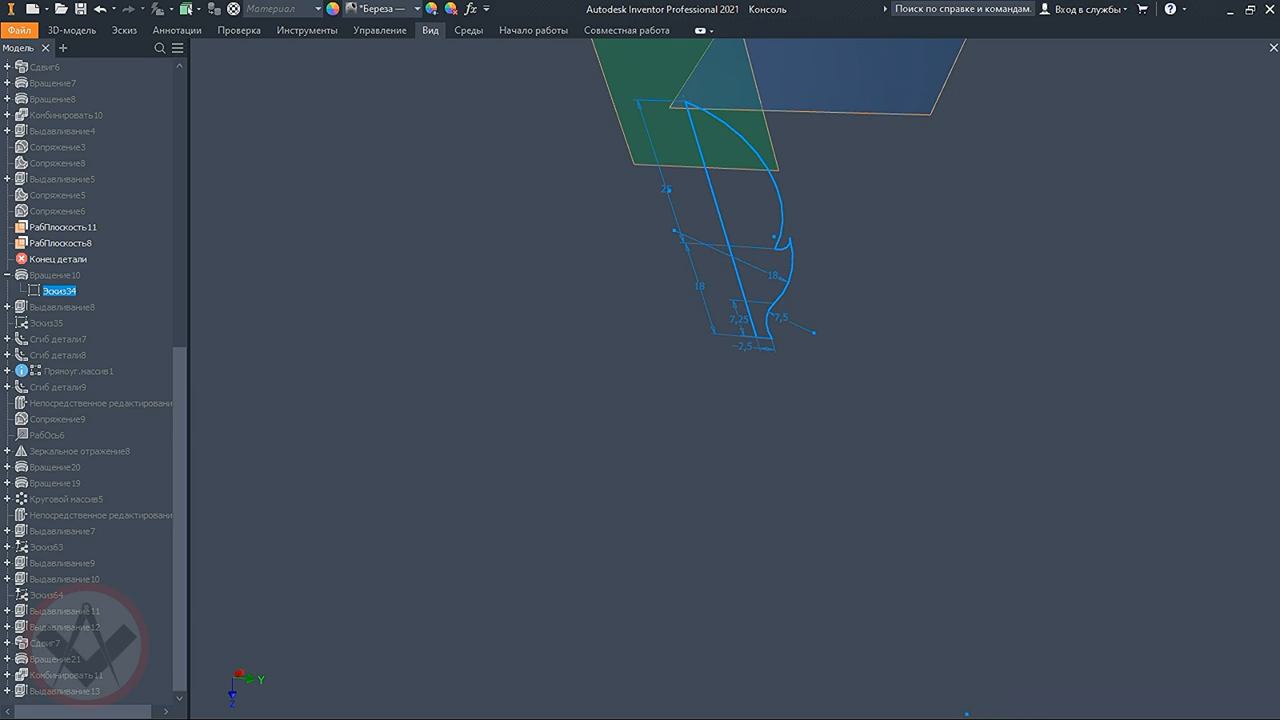 Материал
*Береза —
Autodesk Inventor Professional 2021 Консоль
Поиск по справке и командам.
Вход в службы
Файл 3D-модель Эскиз Аннотации Проверка Инструменты Управление Вид Среды Начало работы Совместная работа
Модель
Сдвиг6
Вращение7
Вращение8
Комбинировать10
Выдавливание4
Сопряжение3
Сопряжение8
Выдавливание5
Сопряжение5
Сопряжение6
РабПлоскость11
РабПлоскость8
Конец детали
Вращение10
Эскиз34
Выдавливание8
Эскиз35
Сгиб детали7
Сгиб детали8
Прямоуг.массив1
Сгиб детали9
Непосредственное редактировани
Сопряжение9
РабОсь6
Зеркальное отражение8
Вращение20
Вращение19
Круговой массив5
Непосредственное редактировани
Выдавливание7
Эскиз63
Выдавливание9
Выдавливание10
Эскиз64
Выдавливание11
Выдавливание12
Сдвиг7
Вращение21
Комбинировать11
Выдавливание13
18
18
7,25
7,5
2,5
Y
Z